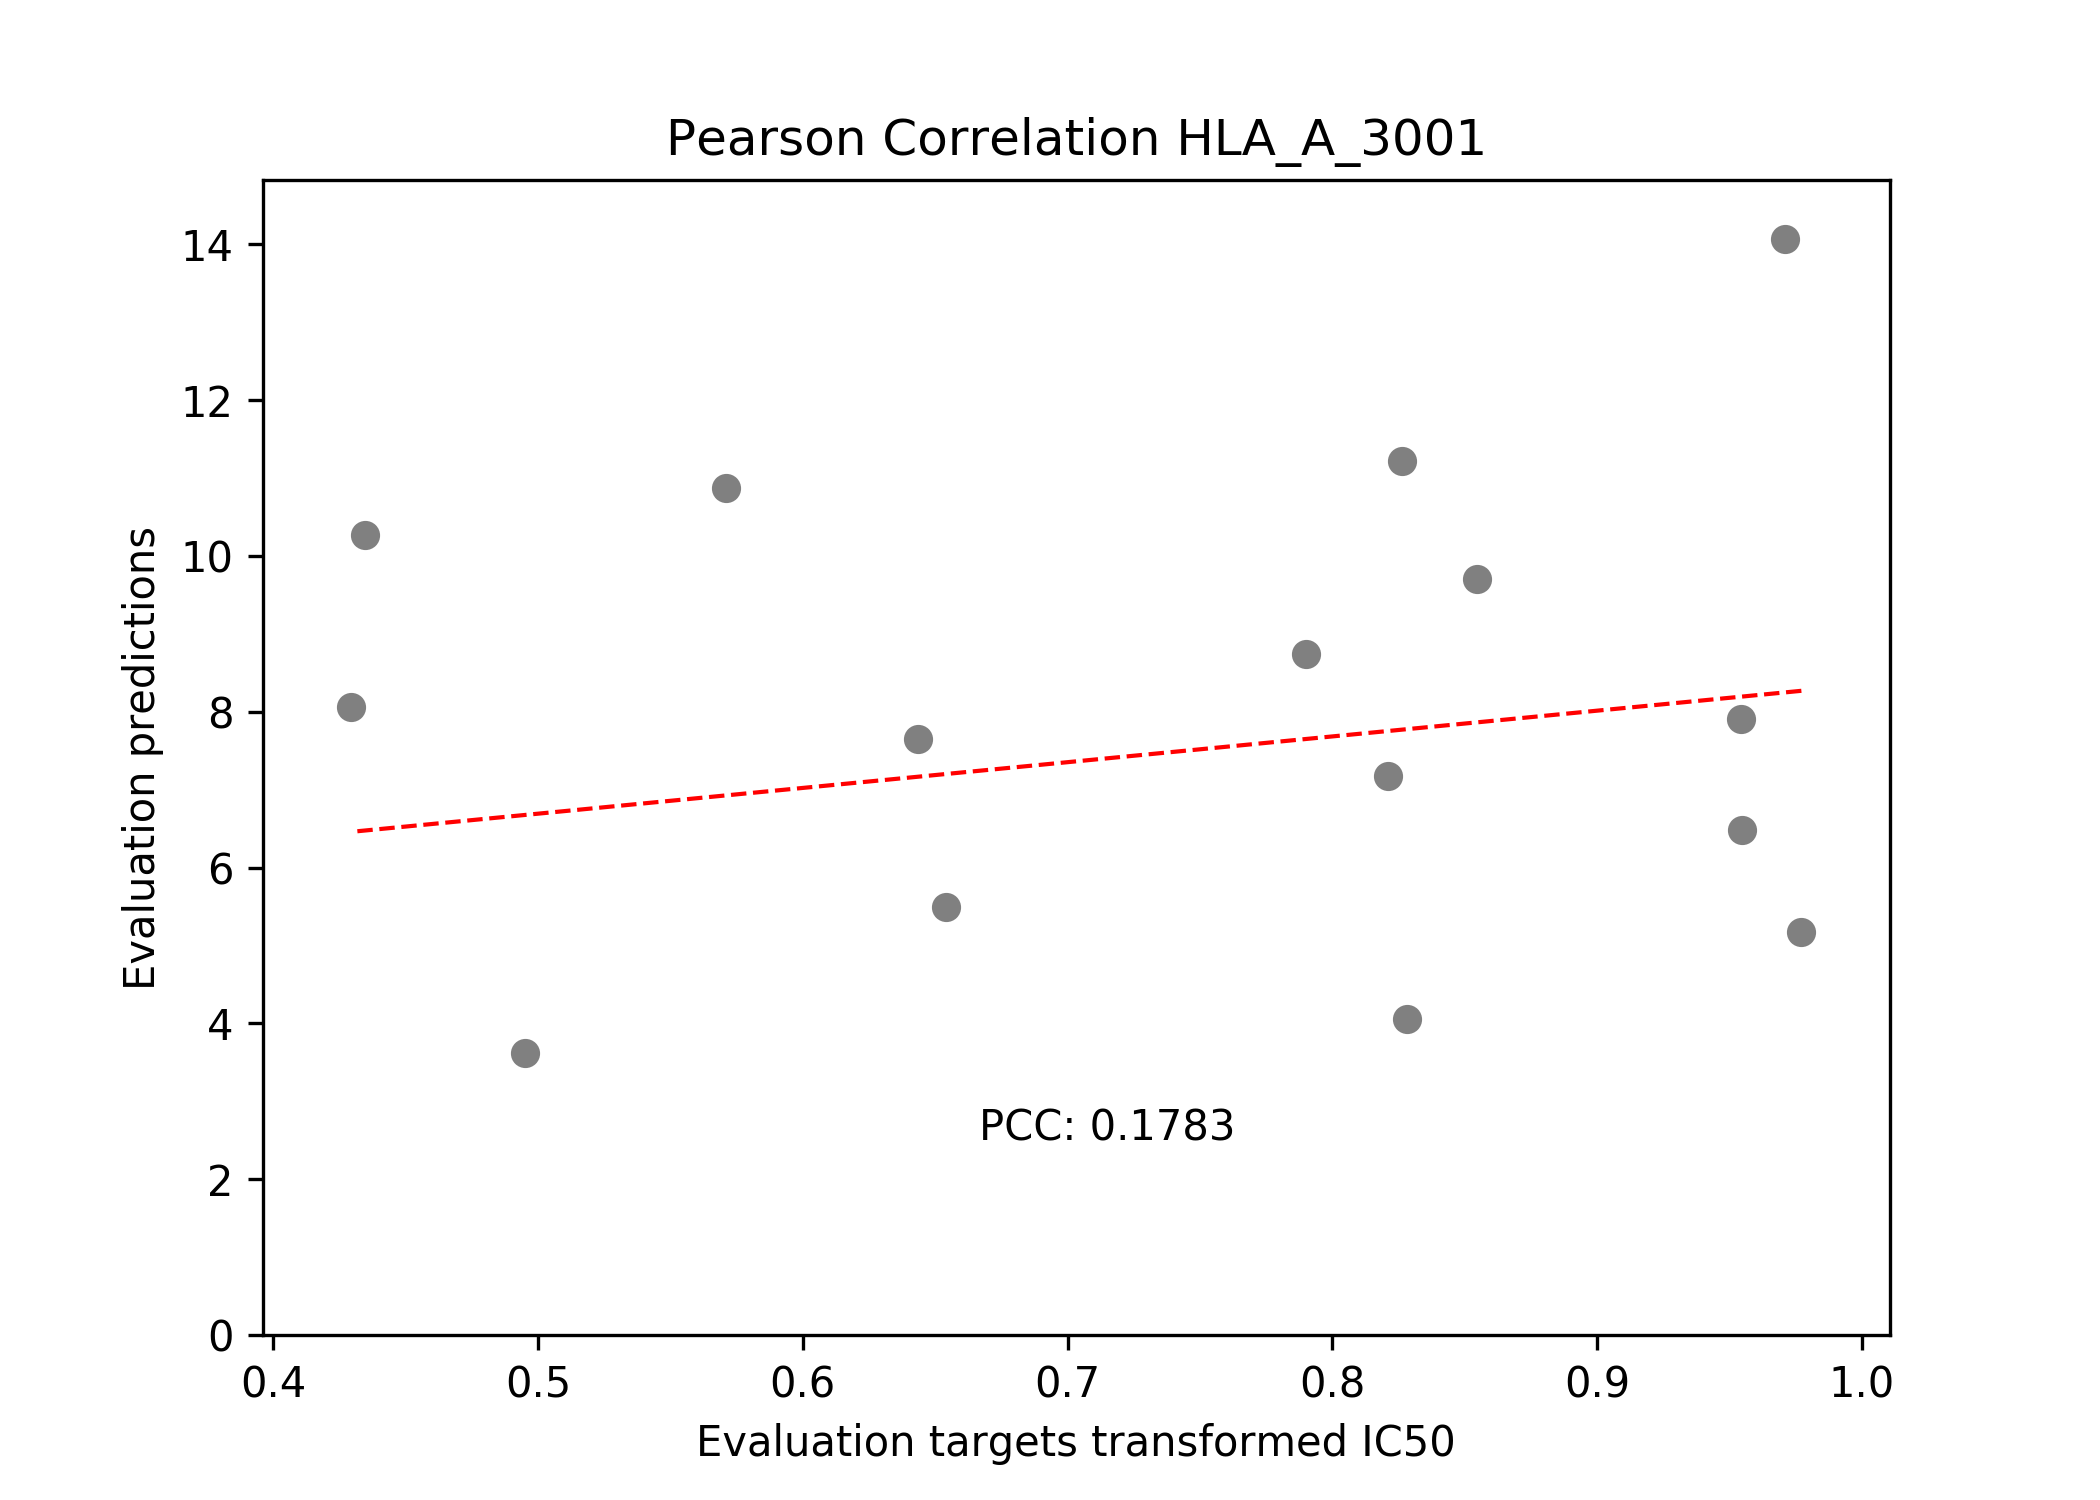 Pearson Correlation HLA_A_3001
14
12
10
8
6
4
2
0
Evaluation predictions
PCC: 0.1783
0.4 0.5 0.6 0.7 0.8 0.9 1.0
Evaluation targets transformed IC50